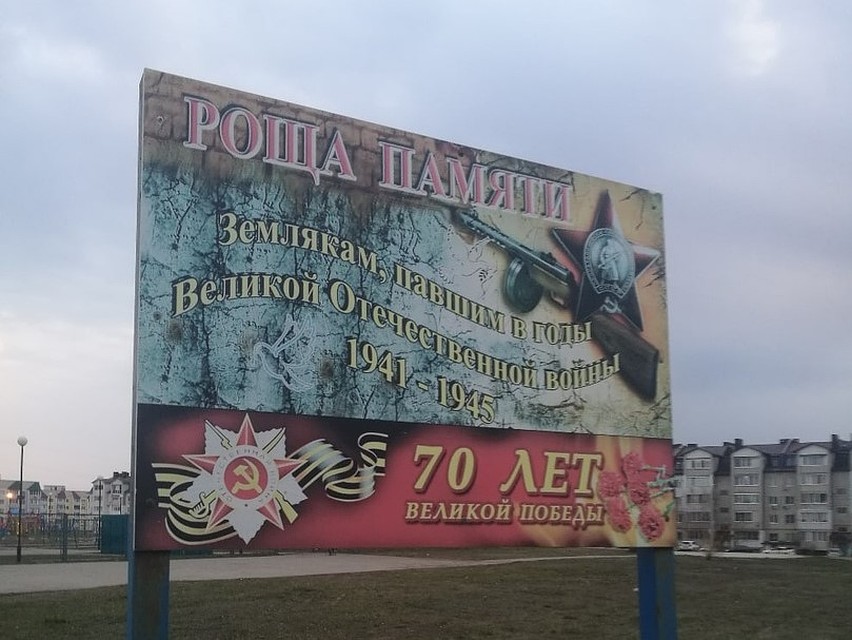 РОЩА ПАМЯТИ
Землякам, павшим в годы
Великой Отечественной войны
1941 - 1945
70 ЛЕТ
ВЕЛИКОЙ ПОБЕДЫ